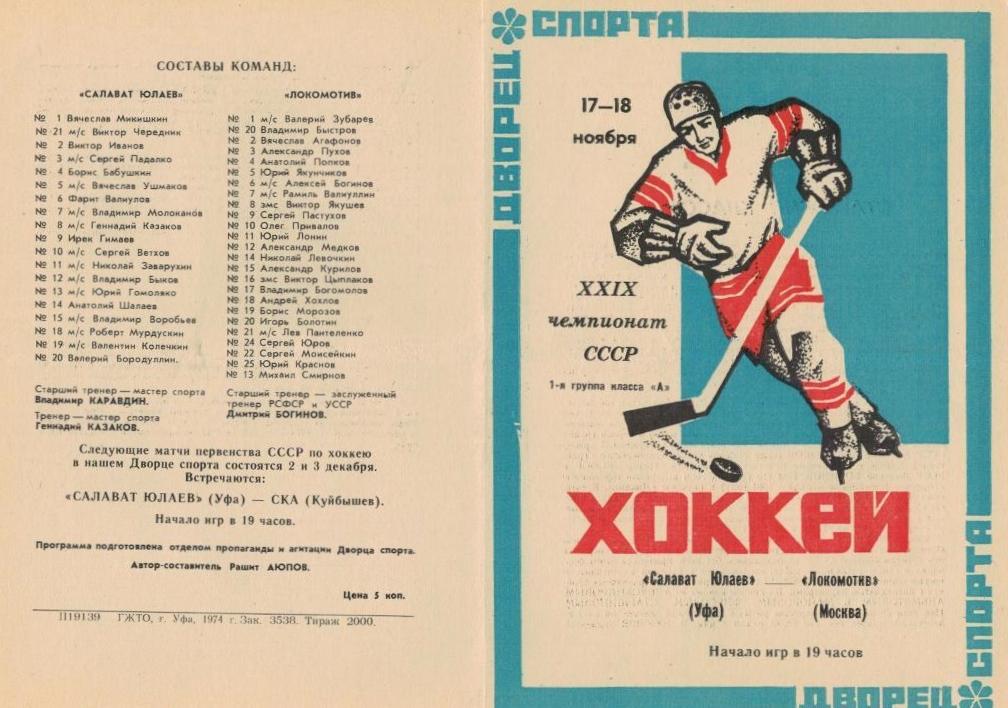 СОСТАВЫ КОМАНД:
«САЛАВАТ ЮЛАЕВ»
№ 1 Вячеслав Микишкин
№ 21 м/с Виктор Чередник
№ 2 Виктор Иванов
№ 3 м/с Сергей Падалко
№ 4 Борис Бабушкин
№ 5 м/с Вячеслав Ушмаков
№ 6 Фарит Валиулов
№ 7 м/с Владимир Молоканов
№ 8 м/с Геннадий Казаков
№ 9 Ирек Гимаев
№ 10 м/с Сергей Ветхов
№ 11 м/с Николай Заварухин
№ 12 м/с Владимир Быков
№ 13 м/с Юрий Гомоляко
№ 14 Анатолий Шалаев
№ 15 м/с Владимир Воробьев
№ 18 м/с Роберт Мурдускин
№ 19 м/с Валентин Колечкин
№ 20 Валерий Бородулин.
Старший тренер — мастер спорта
Владимир КАРАВДИН.
Тренер — мастер спорта
Геннадий КАЗАКОВ.
«ЛОКОМОТИВ»
№ 1 м/с Валерий Зубарев
№ 20 Владимир Быстров
№ 2 Вячеслав Агафонов
№ 3 Александр Пухов
№ 4 Анатолий Попков
№ 5 Юрий Якунчиков
№ 6 м/с Алексей Богинов
№ 7 м/с Рамиль Валиуллин
№ 8 змс Виктор Якушев
№ 9 Сергей Пастухов
№ 10 Олег Привалов
№ 11 Юрий Лонин
№ 12 Александр Медков
№ 14 Николай Левочкин
№ 15 Александр Курилов
№ 16 змс Виктор Цыплаков
№ 17 Владимир Богомолов
№ 18 Андрей Хохлов
№ 19 Борис Морозов
№ 20 Игорь Болотин
№ 21 м/с Лев Пантеленко
№ 24 Сергей Юров
№ 22 Сергей Моисейкин
№ 25 Юрий Краснов
№ 13 Михаил Смирнов
Старший тренер — заслуженный
тренер РСФСР и УССР
Дмитрий БОГИНОВ.
Следующие матчи первенства СССР по хоккею
в нашем Дворце спорта состоятся 2 и 3 декабря.
Встречаются:
«САЛАВАТ ЮЛАЕВ» (Уфа) — СКА (Куйбышев).
Начало игр в 19 часов.
Программа подготовлена отделом пропаганды и агитации Дворца спорта.
Автор-составитель Рашит АЮПОВ.
Цена 5 коп.
П19139 ГЖТО, г. Уфа, 1974 г. Зак. 3538. Тираж 2000.
ДВОРЕЦ СПОРТА
17—18
ноября
XXIX
чемпионат
СССР
1-я группа класса «А»
ХОККЕЙ
«Салават Юлаев» — «Локомотив»
(Уфа) (Москва)
Начало игр в 19 часов
ДВОРЕЦ СПОРТА